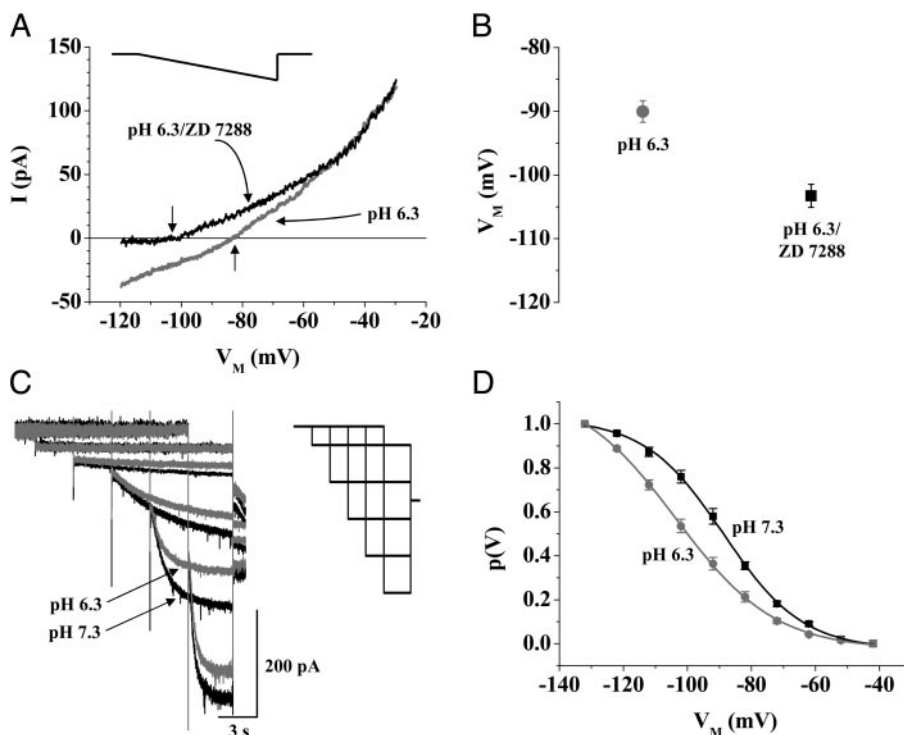 A
150
100
50
0
-50
I (pA)
pH 6.3/ZD 7288
pH 6.3
-120 -100 -80 -60 -40 -20
V_M (mV)
B
-80
-90
-100
-110
-120
V_M (mV)
pH 6.3
pH 6.3/
ZD 7288
C
pH 6.3
pH 7.3
200 pA
3 s
D
1.0
0.8
0.6
0.4
0.2
0.0
p(V)
pH 7.3
pH 6.3
-140 -120 -100 -80 -60 -40
V_M (mV)